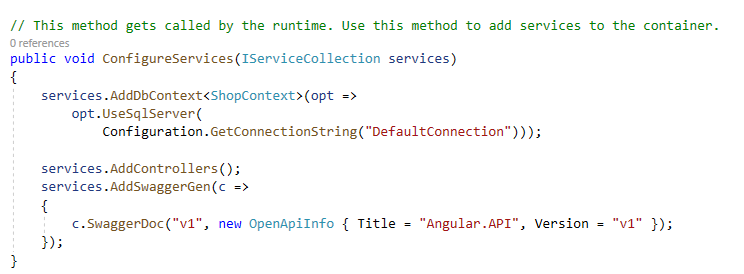 // This method gets called by the runtime. Use this method to add services to the container.
0 references
public void ConfigureServices(IServiceCollection services)
{
    services.AddDbContext<ShopContext>(opt =>
        opt.UseSqlServer(
            Configuration.GetConnectionString("DefaultConnection")));

    services.AddControllers();
    services.AddSwaggerGen(c =>
    {
        c.SwaggerDoc("v1", new OpenApiInfo { Title = "Angular.API", Version = "v1" });
    });
}